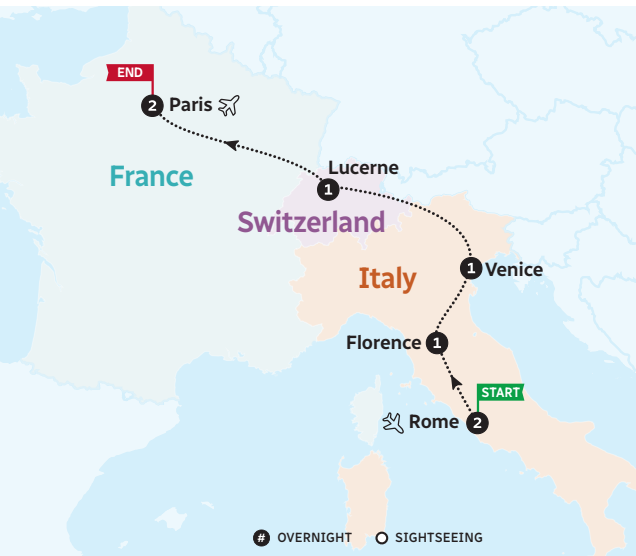 END
2 Paris
France
Lucerne
1
Switzerland
1 Venice
Italy
Florence 1
START
Rome 2
# OVERNIGHT SIGHTSEEING